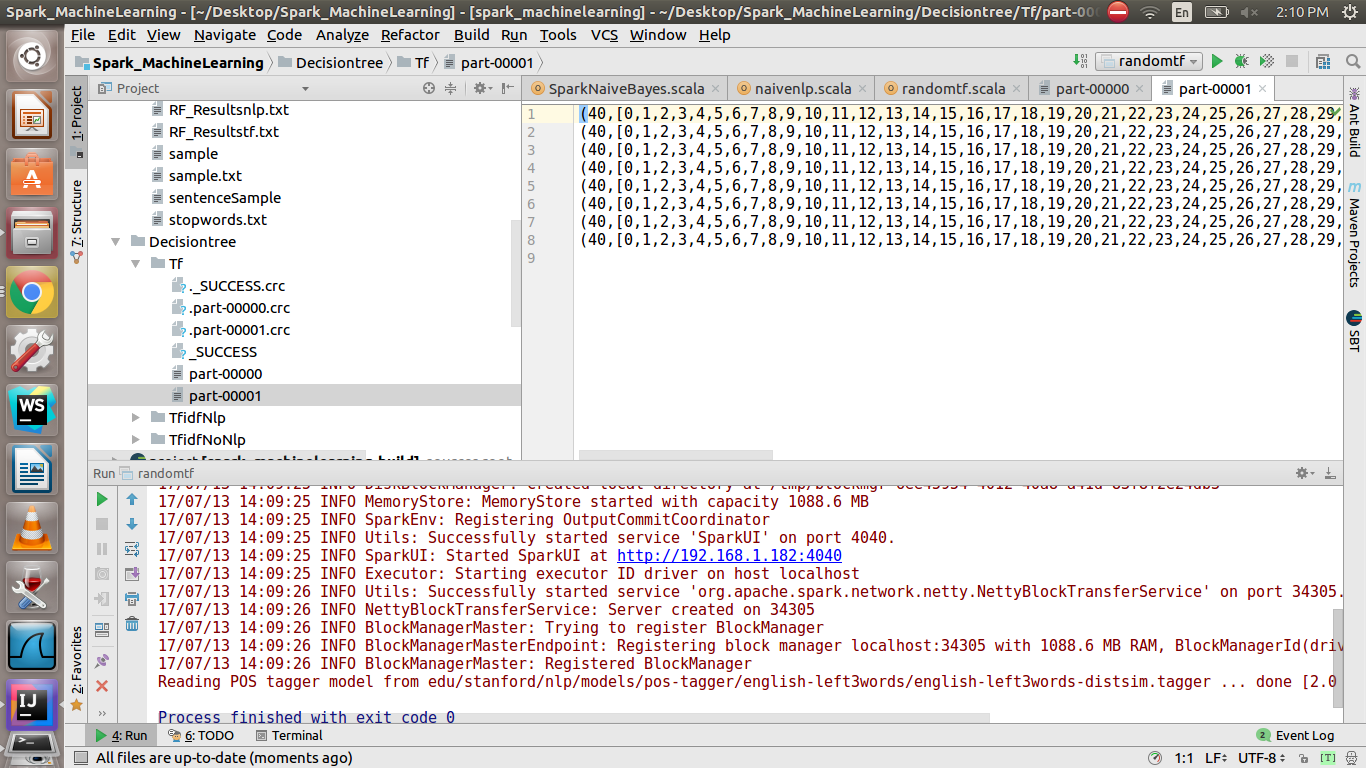 Spark_MachineLearning - [~/Desktop/Spark_MachineLearning] - [spark_machinelearning] - ~/Desktop/Spark_MachineLearning/Decisiontree/Tf/part-00
En
2:10 PM
File Edit View Navigate Code Analyze Refactor Build Run Tools VCS Window Help
Spark_MachineLearning Decisiontree Tf part-00001
randomtf
Project
SparkNaiveBayes.scala naivenlp.scala randomtf.scala part-00000 part-00001
1: Project
7: Structure
2: Favorites
RF_Resultsnlp.txt
RF_Resultstf.txt
sample
sample.txt
sentenceSample
stopwords.txt
Decisiontree
Tf
._SUCCESS.crc
.part-00000.crc
.part-00001.crc
_SUCCESS
part-00000
part-00001
TfidfNlp
TfidfNoNlp
1 (40,[0,1,2,3,4,5,6,7,8,9,10,11,12,13,14,15,16,17,18,19,20,21,22,23,24,25,26,27,28,29
2 (40,[0,1,2,3,4,5,6,7,8,9,10,11,12,13,14,15,16,17,18,19,20,21,22,23,24,25,26,27,28,29,
3 (40,[0,1,2,3,4,5,6,7,8,9,10,11,12,13,14,15,16,17,18,19,20,21,22,23,24,25,26,27,28,29,
4 (40,[0,1,2,3,4,5,6,7,8,9,10,11,12,13,14,15,16,17,18,19,20,21,22,23,24,25,26,27,28,29,
5 (40,[0,1,2,3,4,5,6,7,8,9,10,11,12,13,14,15,16,17,18,19,20,21,22,23,24,25,26,27,28,29,
6 (40,[0,1,2,3,4,5,6,7,8,9,10,11,12,13,14,15,16,17,18,19,20,21,22,23,24,25,26,27,28,29,
7 (40,[0,1,2,3,4,5,6,7,8,9,10,11,12,13,14,15,16,17,18,19,20,21,22,23,24,25,26,27,28,29,
8 (40,[0,1,2,3,4,5,6,7,8,9,10,11,12,13,14,15,16,17,18,19,20,21,22,23,24,25,26,27,28,29,
9
Ant Build
Maven Projects
SBT
Run randomtf
17/07/13 14:09:25 INFO MemoryStore: MemoryStore started with capacity 1088.6 MB
17/07/13 14:09:25 INFO SparkEnv: Registering OutputCommitCoordinator
17/07/13 14:09:25 INFO Utils: Successfully started service 'SparkUI' on port 4040.
17/07/13 14:09:25 INFO SparkUI: Started SparkUI at http://192.168.1.182:4040
17/07/13 14:09:25 INFO Executor: Starting executor ID driver on host localhost
17/07/13 14:09:26 INFO Utils: Successfully started service 'org.apache.spark.network.netty.NettyBlockTransferService' on port 34305.
17/07/13 14:09:26 INFO NettyBlockTransferService: Server created on 34305
17/07/13 14:09:26 INFO BlockManagerMaster: Trying to register BlockManager
17/07/13 14:09:26 INFO BlockManagerMasterEndpoint: Registering block manager localhost:34305 with 1088.6 MB RAM, BlockManagerId(driv
17/07/13 14:09:26 INFO BlockManagerMaster: Registered BlockManager
Reading POS tagger model from edu/stanford/nlp/models/pos-tagger/english-left3words/english-left3words-distsim.tagger ... done [2.0
Process finished with exit code 0
4: Run 6: TODO Terminal
2 Event Log
All files are up-to-date (moments ago)
1:1 LF UTF-8 [T]
WS
IJ